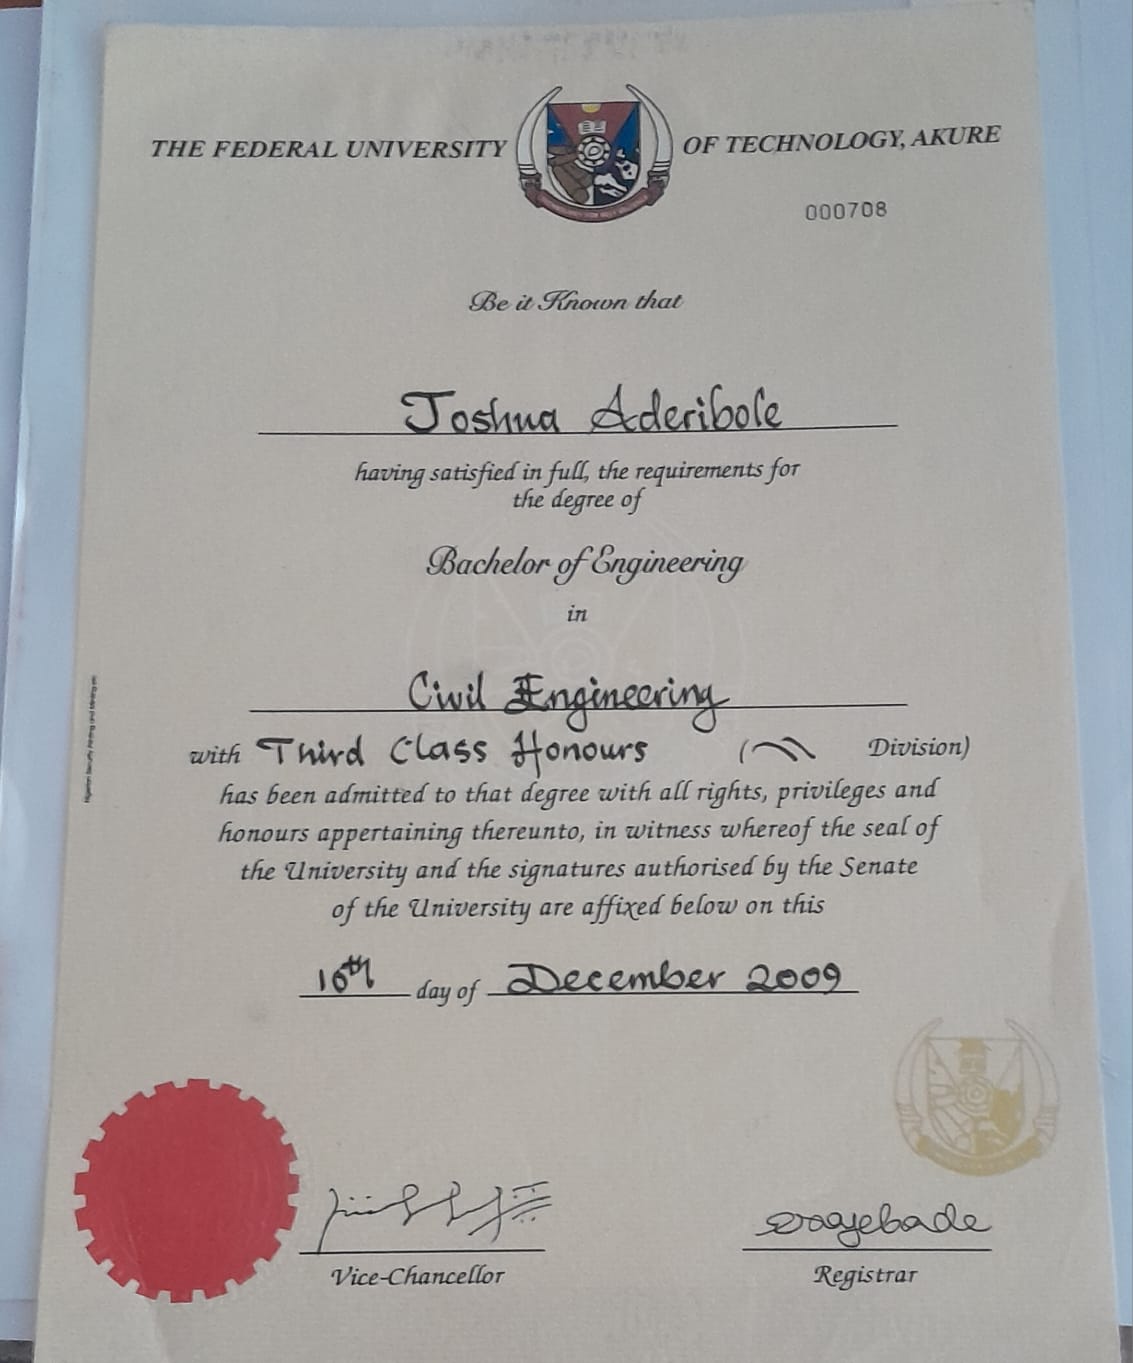 THE FEDERAL UNIVERSITY OF TECHNOLOGY, AKURE
000708
Be it Known that
Joshua Aderibole
having satisfied in full, the requirements for
the degree of
Bachelor of Engineering
in
Civil Engineering
with Third Class Honours ( Division)
has been admitted to that degree with all rights, privileges and
honours appertaining thereunto, in witness whereof the seal of
the University and the signatures authorised by the Senate
of the University are affixed below on this
16th day of December 2009
Vice-Chancellor
Registrar